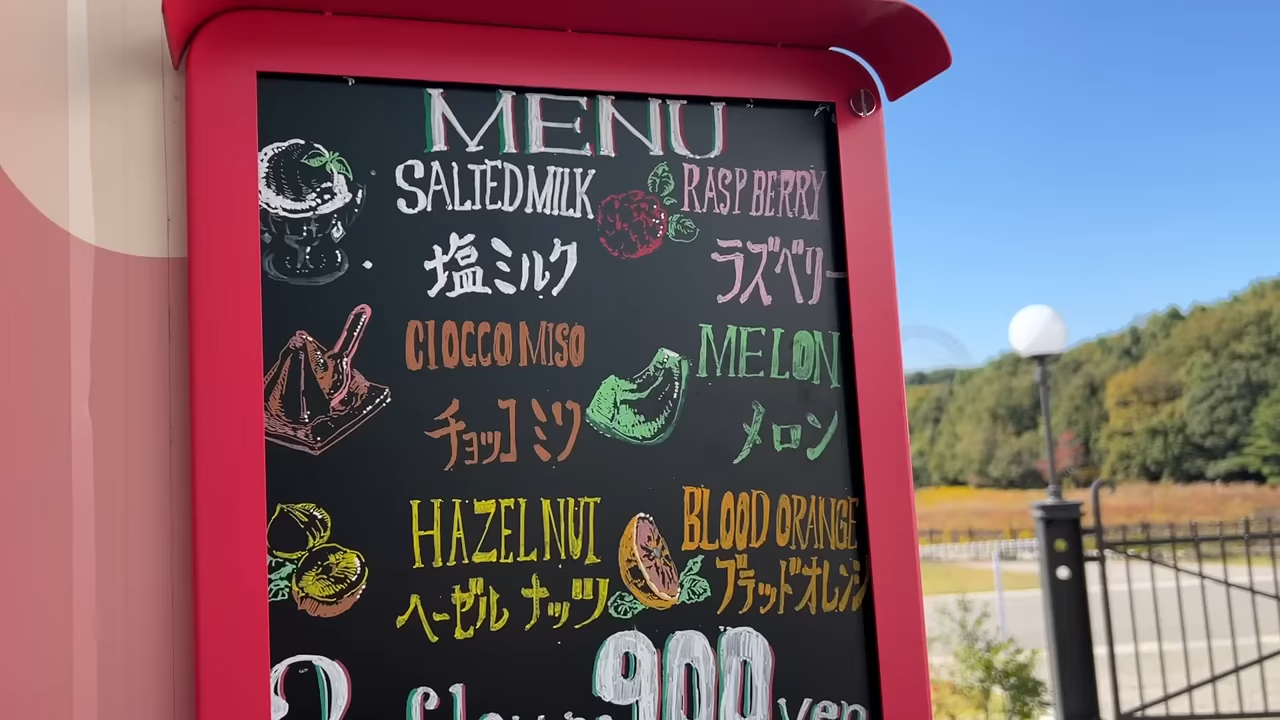 MENU
SALTED MILK
塩ミルク
RASPBERRY
ラズベリー
CIOCCO MISO
チョッコミソ
MELON
メロン
HAZELNUT
ヘーゼルナッツ
BLOOD ORANGE
ブラッドオレンジ
2 flavors 900 yen